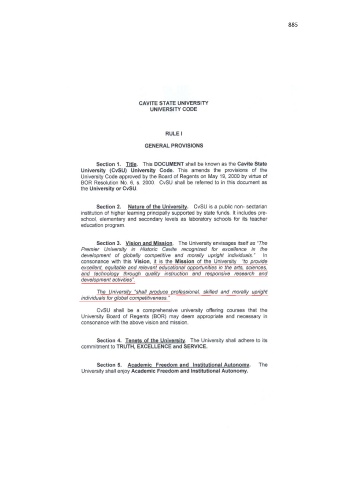 885
CAVITE STATE UNIVERSITY
UNIVERSITY CODE
RULE I
GENERAL PROVISIONS
Section 1. Title. This DOCUMENT shall be known as the Cavite State
University (CvSU) University Code. This amends the provisions of the
University Code approved by the Board of Regents on May 19, 2000 by virtue of
BOR Resolution No. 6, s. 2000. CvSU shall be referred to in this document as
the University or CvSU.
Section 2. Nature of the University. CvSU is a public non- sectarian
institution of higher learning principally supported by state funds. It includes pre-
school, elementary and secondary levels as laboratory schools for its teacher
education program.
Section 3. Vision and Mission. The University envisages itself as "The
Premier University in Historic Cavite recognized for excellence in the
development of globally competitive and morally upright individuals." In
consonance with this Vision, it is the Mission of the University "to provide
excellent, equitable and relevant educational opportunities in the arts, sciences,
and technology through quality instruction and responsive research and
development activities".
The University "shall produce professional, skilled and morally upright
individuals for global competitiveness."
CvSU shall be a comprehensive university offering courses that the
University Board of Regents (BOR) may deem appropriate and necessary in
consonance with the above vision and mission.
Section 4. Tenets of the University. The University shall adhere to its
commitment to TRUTH, EXCELLENCE and SERVICE.
Section 5. Academic Freedom and Institutional Autonomy. The
University shall enjoy Academic Freedom and Institutional Autonomy.